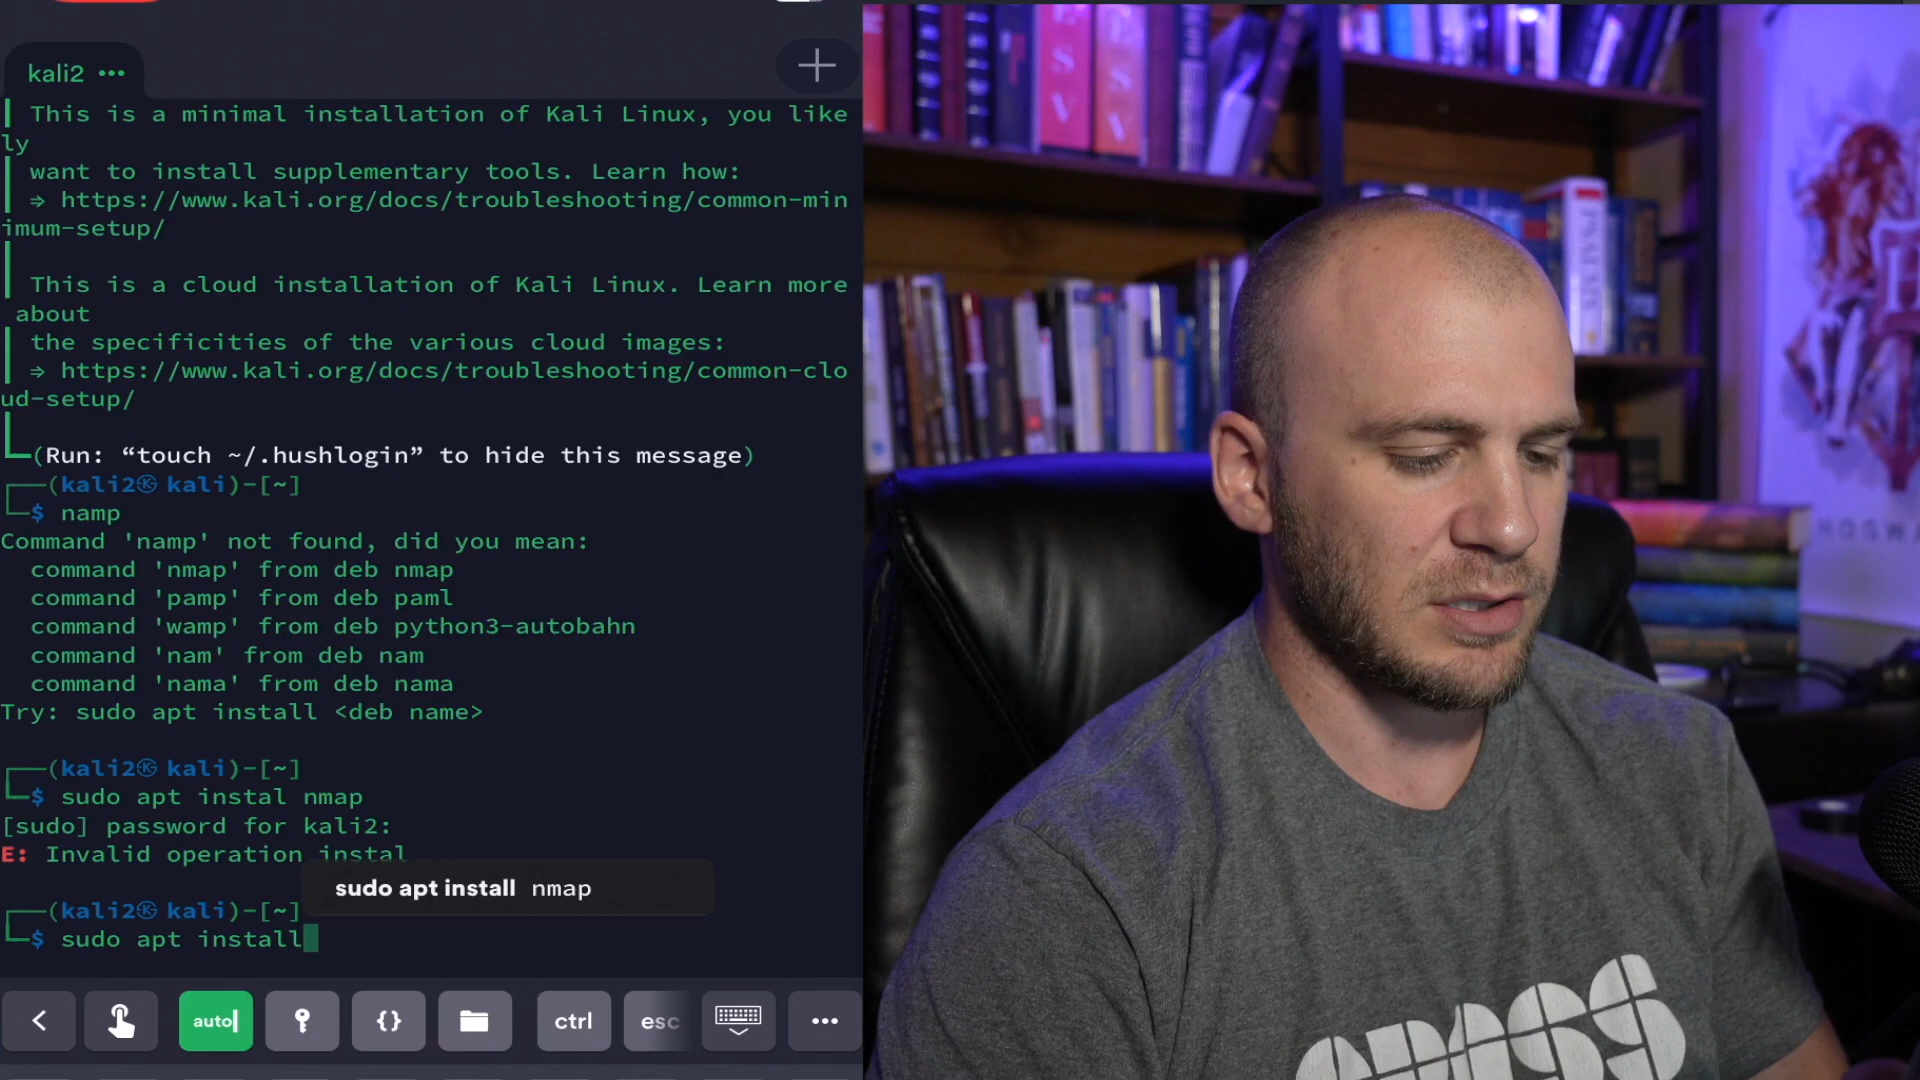 kali2 •••
This is a minimal installation of Kali Linux, you like
ly
want to install supplementary tools. Learn how:
⇒ https://www.kali.org/docs/troubleshooting/common-min
imum-setup/
This is a cloud installation of Kali Linux. Learn more
about
the specificities of the various cloud images:
⇒ https://www.kali.org/docs/troubleshooting/common-clo
ud-setup/
(Run: “touch ~/.hushlogin” to hide this message)
(kali2㉿kali)-[~]
$ namp
Command 'namp' not found, did you mean:
command 'nmap' from deb nmap
command 'pamp' from deb paml
command 'wamp' from deb python3-autobahn
command 'nam' from deb nam
command 'nama' from deb nama
Try: sudo apt install <deb name>
(kali2㉿kali)-[~]
$ sudo apt instal nmap
[sudo] password for kali2:
E: Invalid operation instal
sudo apt install nmap
(kali2㉿kali)-[~]
$ sudo apt install
auto
{}
ctrl
esc
•••
ESV
ESV
PSALMS
HOGWA